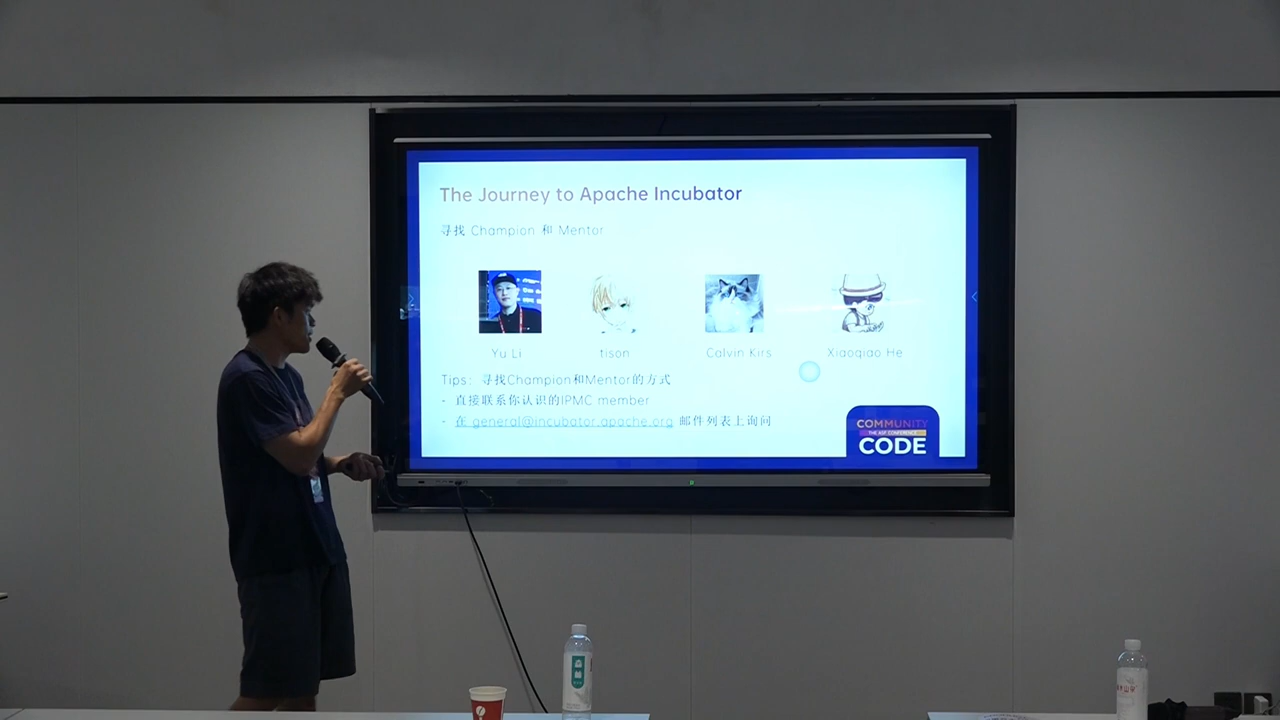 The Journey to Apache Incubator
寻找 Champion 和 Mentor
Yu Li
tison
Calvin Kirs
Xiaoqiao He
Tips: 寻找Champion和Mentor的方式
- 直接联系你认识的IPMC member
- 在 general@incubator.apache.org 邮件列表上询问
COMMUNITY
THE ASF CONFERENCE
CODE